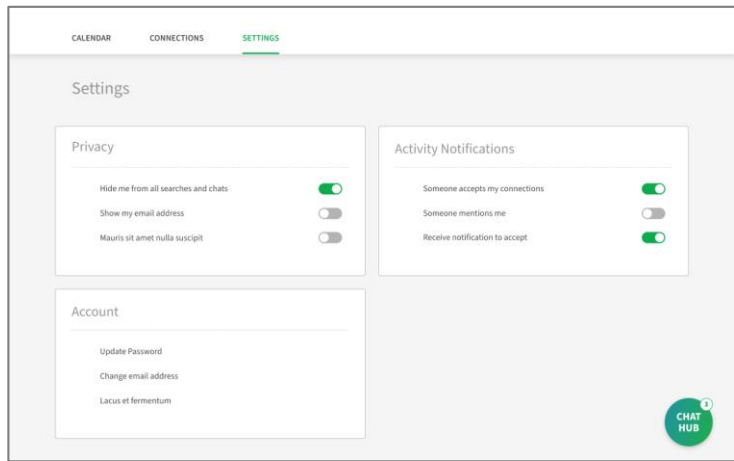 CALENDAR CONNECTIONS SETTINGS
Settings
Privacy
Hide me from all searches and chats
Show my email address
Mauris sit amet nulla suscipit
Activity Notifications
Someone accepts my connections
Someone mentions me
Receive notification to accept
Account
Update Password
Change email address
Lacus et fermentum
3
CHAT
HUB